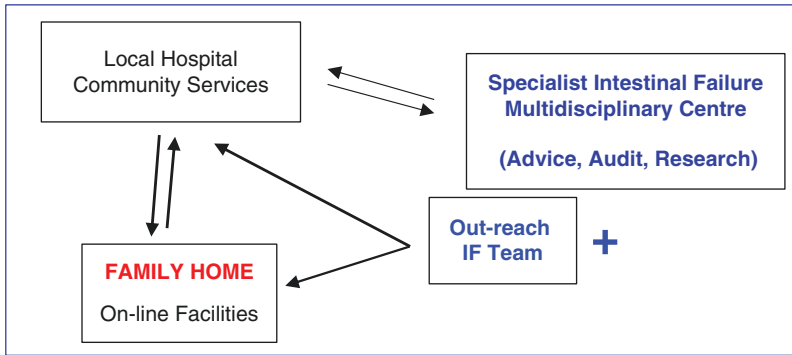 Local Hospital
Community Services
Specialist Intestinal Failure
Multidisciplinary Centre
(Advice, Audit, Research)
Out-reach
IF Team
+
FAMILY HOME
On-line Facilities